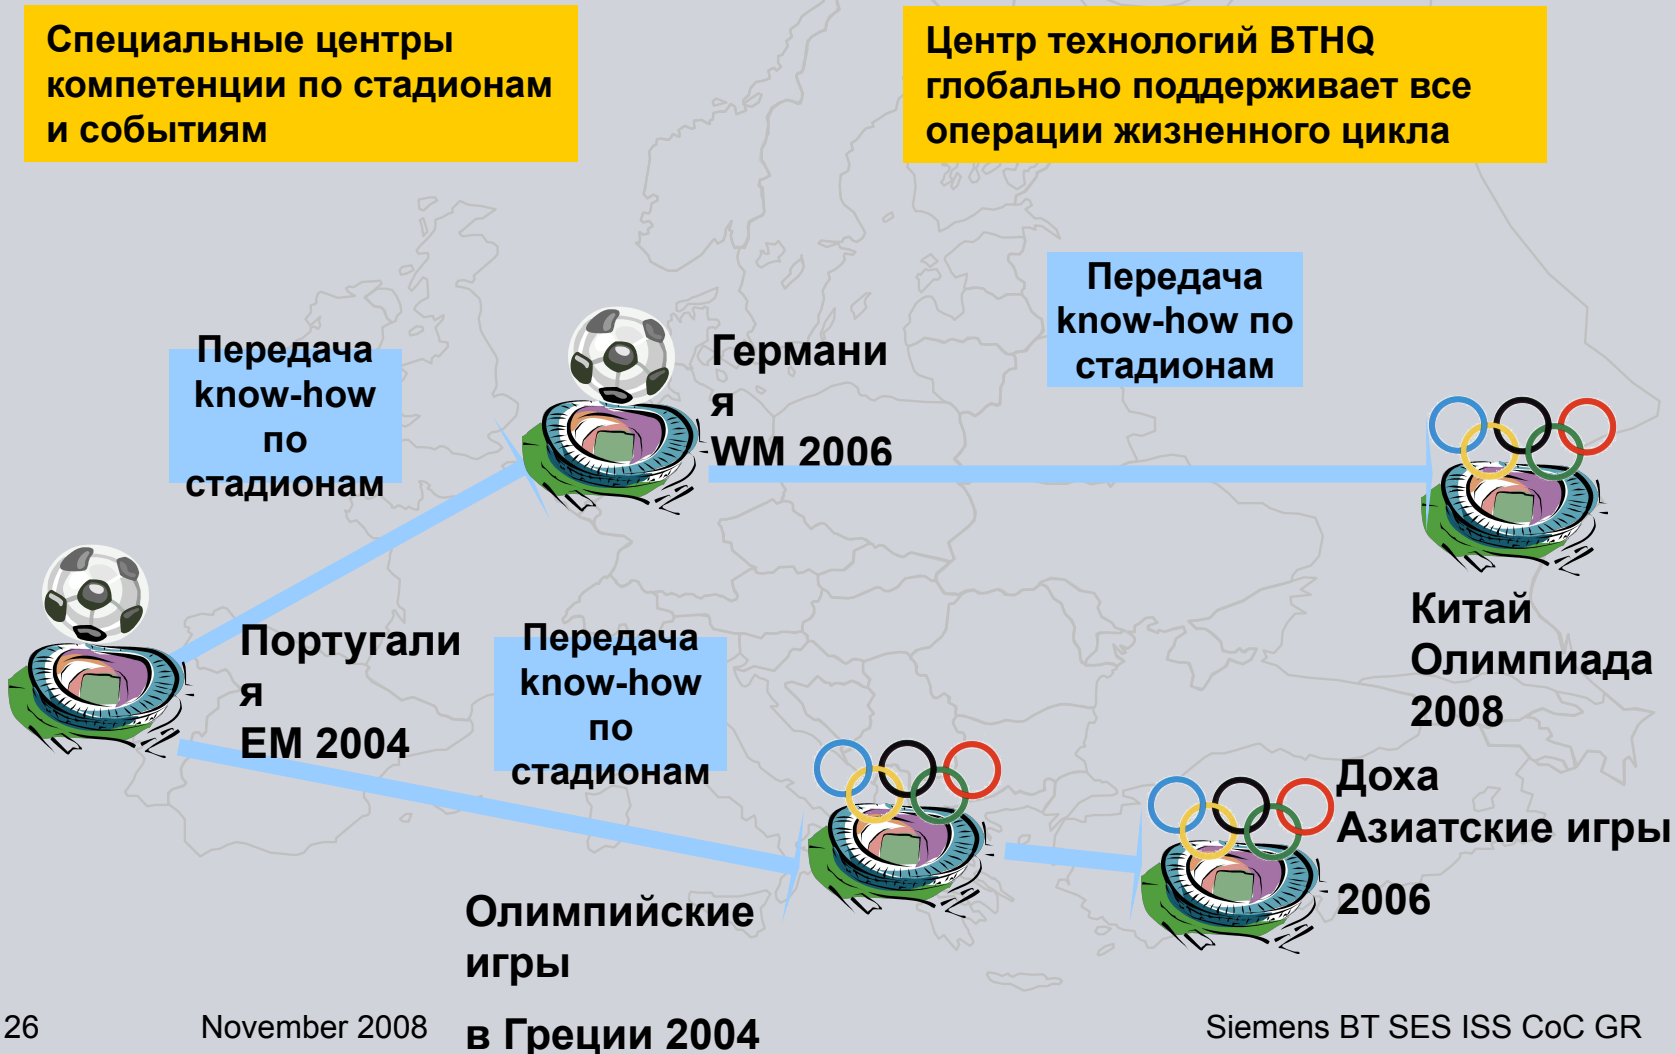 Специальные центры
компетенции по стадионам
и событиям
Центр технологий BTHQ
глобально поддерживает все
операции жизненного цикла
Передача
know-how
по
стадионам
Германи
я
WM 2006
Передача
know-how по
стадионам
Португали
я
EM 2004
Передача
know-how
по
стадионам
Китай
Олимпиада
2008
Доха
Азиатские игры
2006
Олимпийские
игры
в Греции 2004
26
November 2008
Siemens BT SES ISS CoC GR